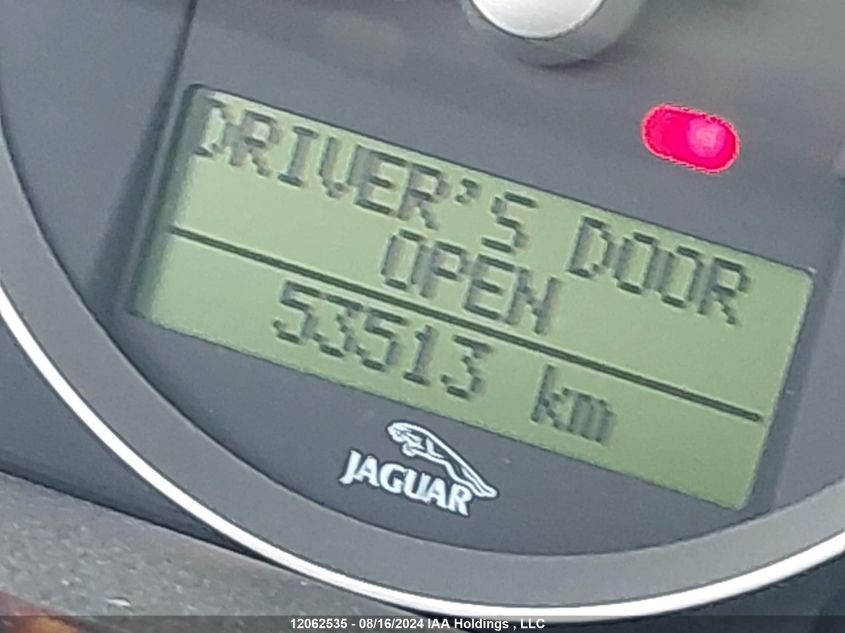 DRIVER'S DOOR
OPEN
53513 km
JAGUAR
12062535 - 08/16/2024 IAA Holdings , LLC